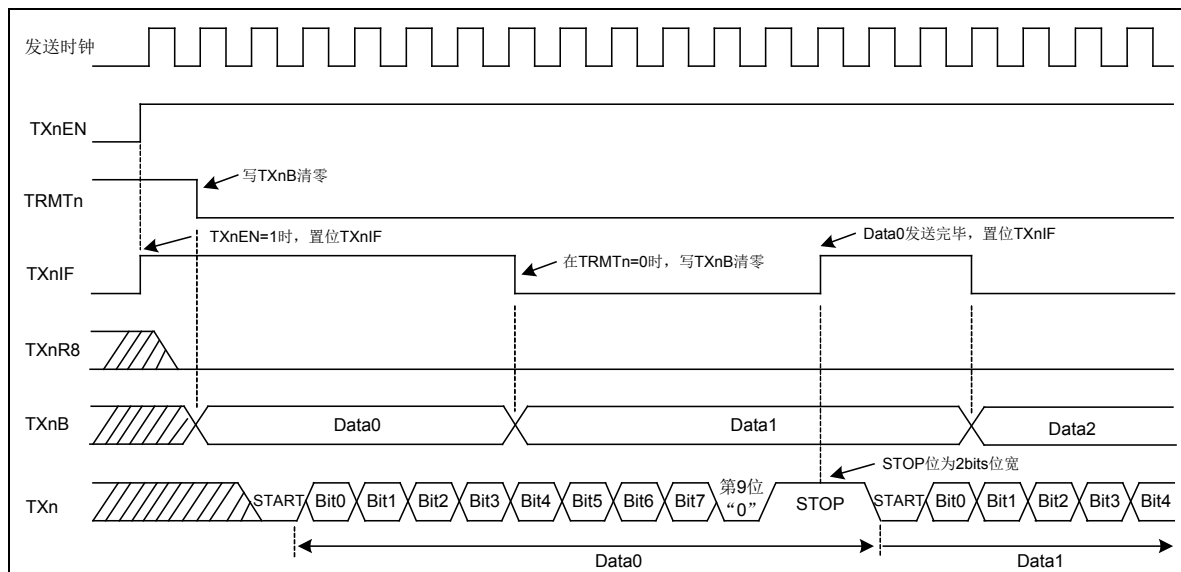 发送时钟
TXnEN
写TXnB清零
TRMTn
TXnEN=1时，置位TXnIF
Data0发送完毕，置位TXnIF
TXnIF
在TRMTn=0时，写TXnB清零
TXnR8
TXnB
Data0
Data1
Data2
STOP位为2bits位宽
TXn
START
Bit0
Bit1
Bit2
Bit3
Bit4
Bit5
Bit6
Bit7
第9位
“0”
STOP
START
Bit0
Bit1
Bit2
Bit3
Bit4
Data0
Data1